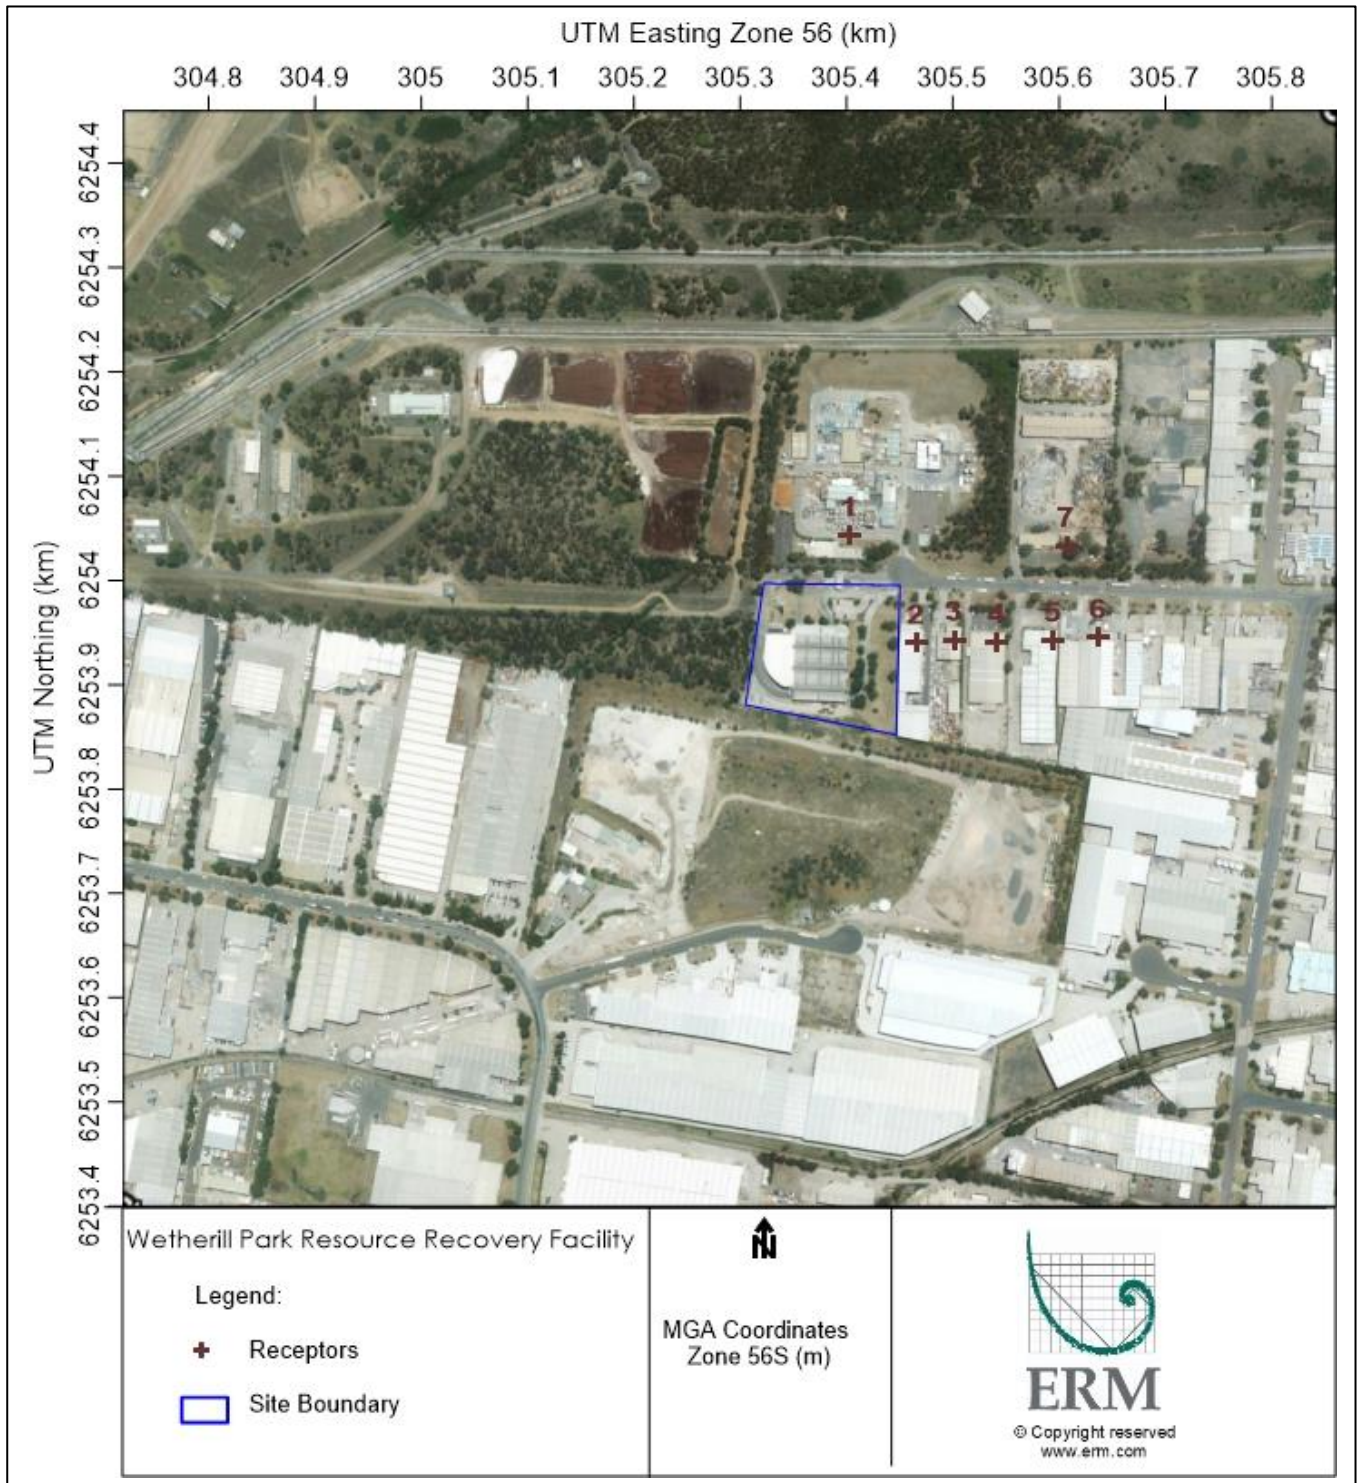 UTM Easting Zone 56 (km)
304.8 304.9 305 305.1 305.2 305.3 305.4 305.5 305.6 305.7 305.8
UTM Northing (km)
6254.4
6254.3
6254.2
6254.1
6254
6253.9
6253.8
6253.7
6253.6
6253.5
6253.4
1
7
2 3 4 5 6
Wetherill Park Resource Recovery Facility
Legend:
Receptors
Site Boundary
N
MGA Coordinates
Zone 56S (m)
ERM
© Copyright reserved
www.erm.com